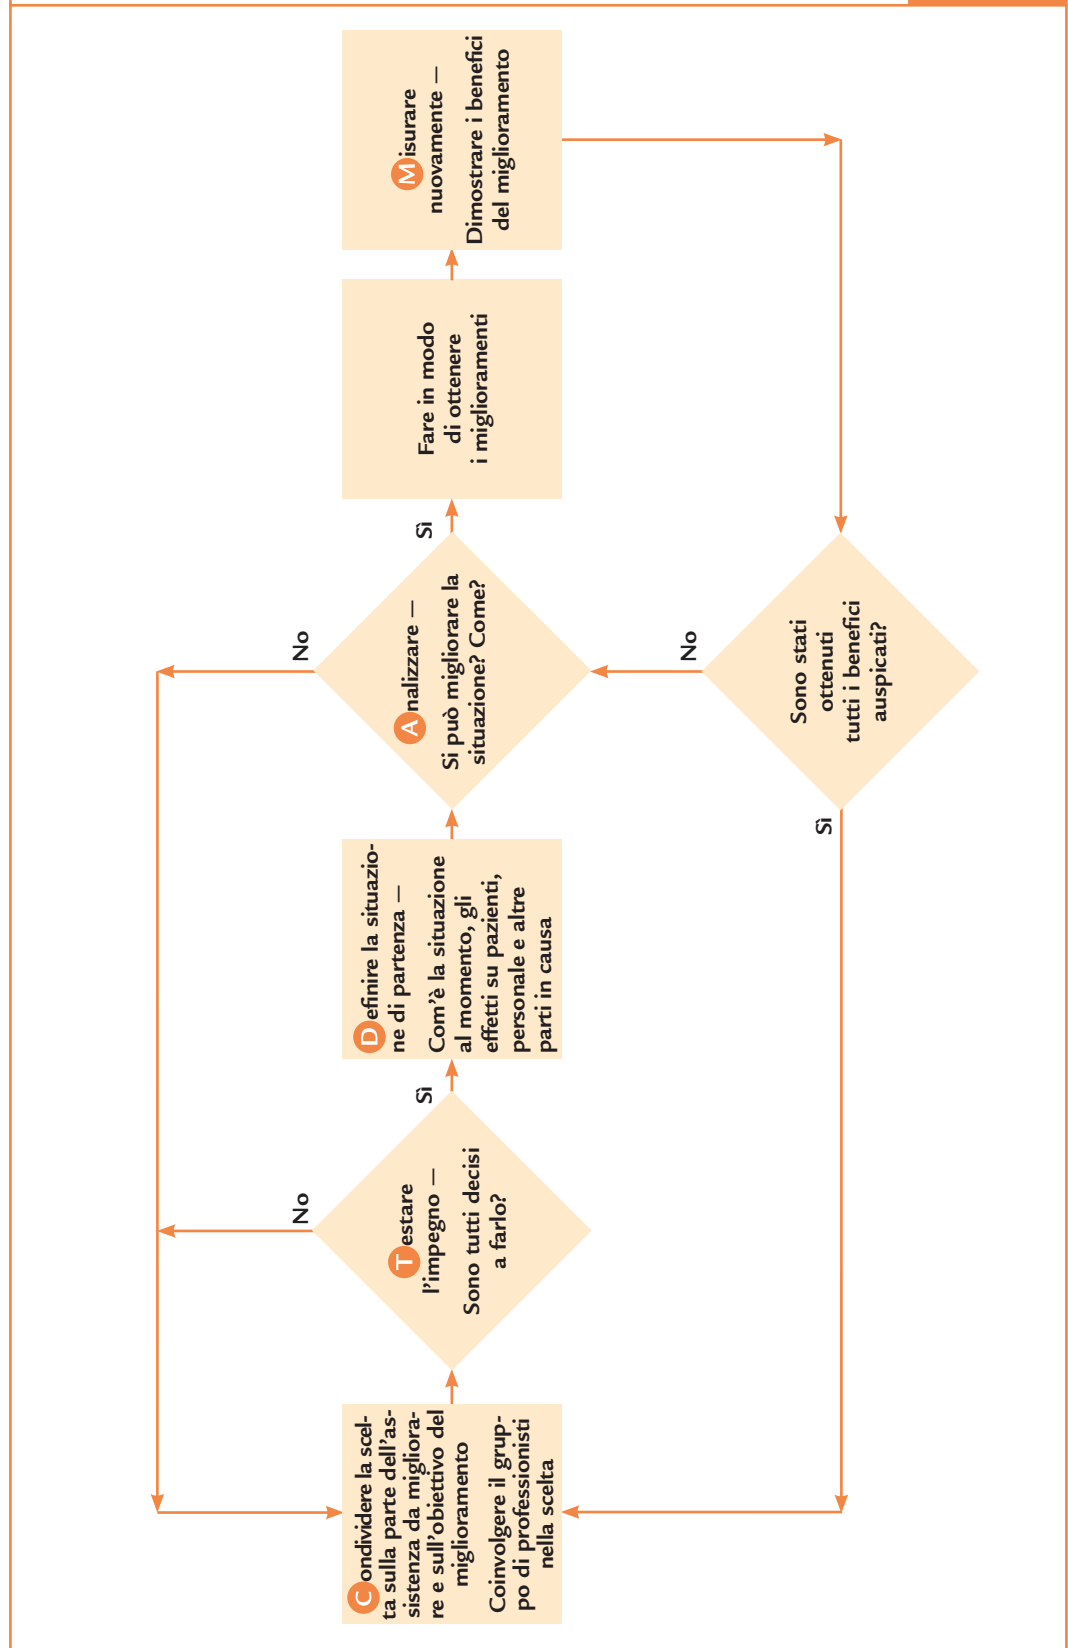 Condividere la scel-
ta sulla parte dell'as-
sistenza da migliora-
re e sull'obiettivo del
miglioramento
Coinvolgere il grup-
po di professionisti
nella scelta
Testare
l'impegno —
Sono tutti decisi
a farlo?
No
Sì
Definire la situazio-
ne di partenza —
Com'è la situazione
al momento, gli
effetti su pazienti,
personale e altre
parti in causa
Analizzare —
Si può migliorare la
situazione? Come?
No
Sì
Fare in modo
di ottenere
i miglioramenti
Misurare
nuovamente —
Dimostrare i benefici
del miglioramento
Sono stati
ottenuti
tutti i benefici
auspicati?
No
Sì